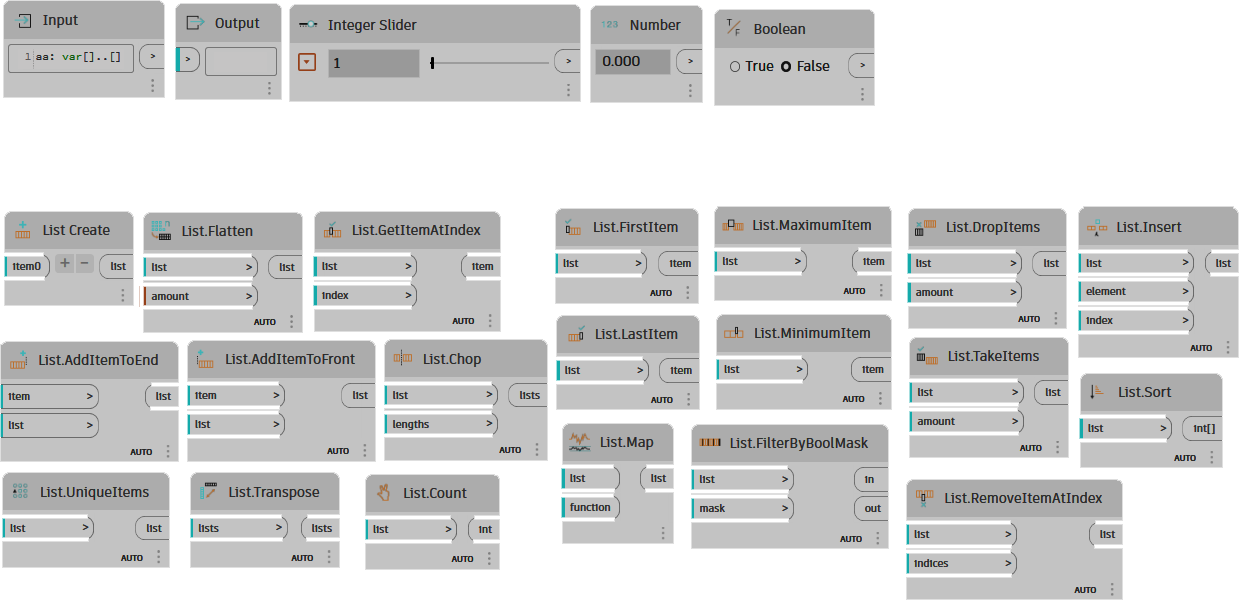 Input
1 aa: var[]..[]
>
Output
>
Integer Slider
1
>
123 Number
0.000
>
T/F Boolean
True False
>
List Create
item0 > + - list
List.Flatten
list > list
amount >
AUTO
List.GetItemAtIndex
list > item
index >
AUTO
List.FirstItem
list > item
AUTO
List.MaximumItem
list > item
AUTO
List.DropItems
list > list
amount >
AUTO
List.Insert
list > list
element >
index >
AUTO
List.AddItemToEnd
item > list
list >
AUTO
List.AddItemToFront
item > list
list >
AUTO
List.Chop
list > lists
lengths >
AUTO
List.LastItem
list > item
AUTO
List.MinimumItem
list > item
AUTO
List.TakeItems
list > list
amount >
AUTO
List.Sort
list > int[]
AUTO
List.UniqueItems
list > list
AUTO
List.Transpose
lists > lists
AUTO
List.Count
list > int
AUTO
List.Map
list > list
function >
List.FilterByBoolMask
list > in
mask > out
AUTO
List.RemoveItemAtIndex
list > list
indices >
AUTO